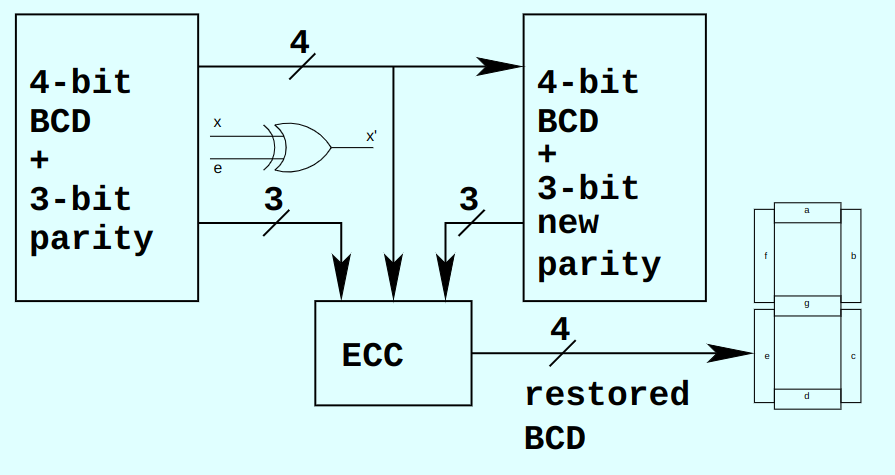 4-bit
BCD
+
3-bit
parity
4
x
e
x'
3
3
4-bit
BCD
+
3-bit
new
parity
ECC
4
restored
BCD
a
f
b
g
e
c
d